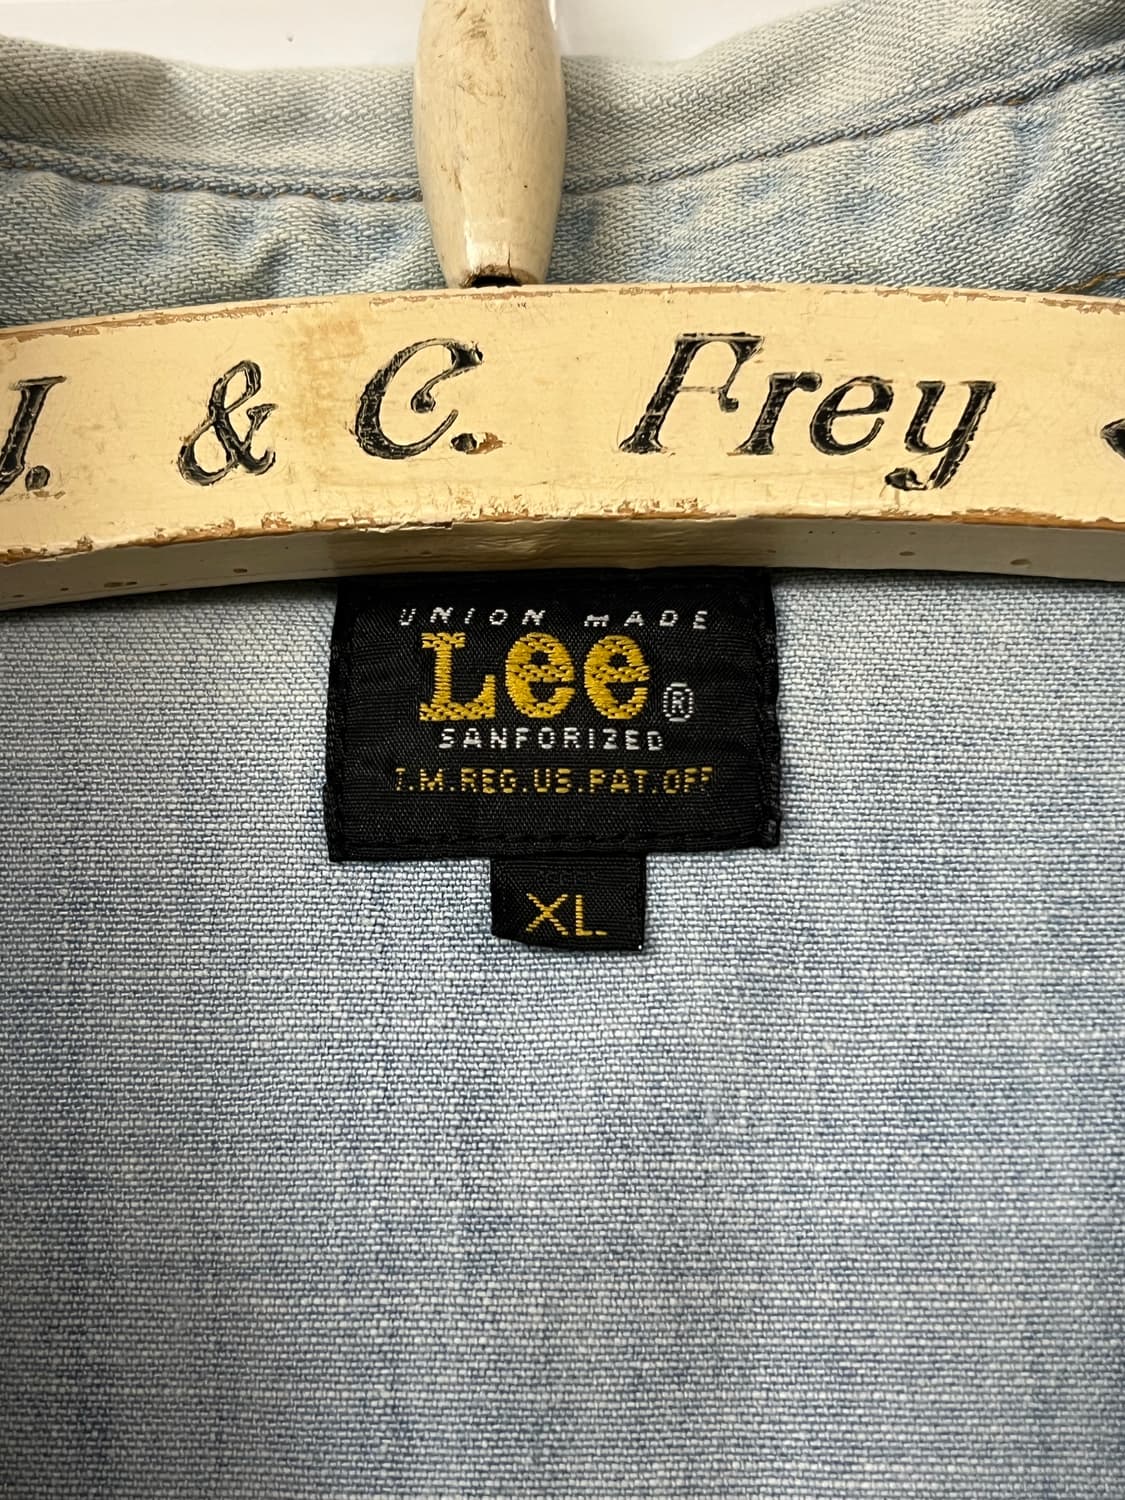 & C. Frey
UNION MADE
Lee®
SANFORIZED
T.M.REG.US.PAT.OFF
XL